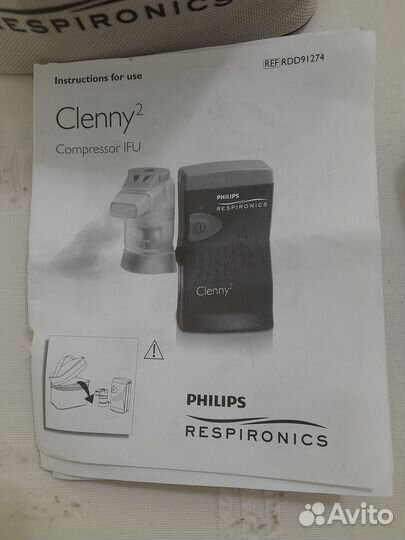 RESPIRONICS
Instructions for use
REF RDD91274
Clenny²
Compressor IFU
PHILIPS
RESPIRONICS
Clenny²
PHILIPS
RESPIRONICS
Avito